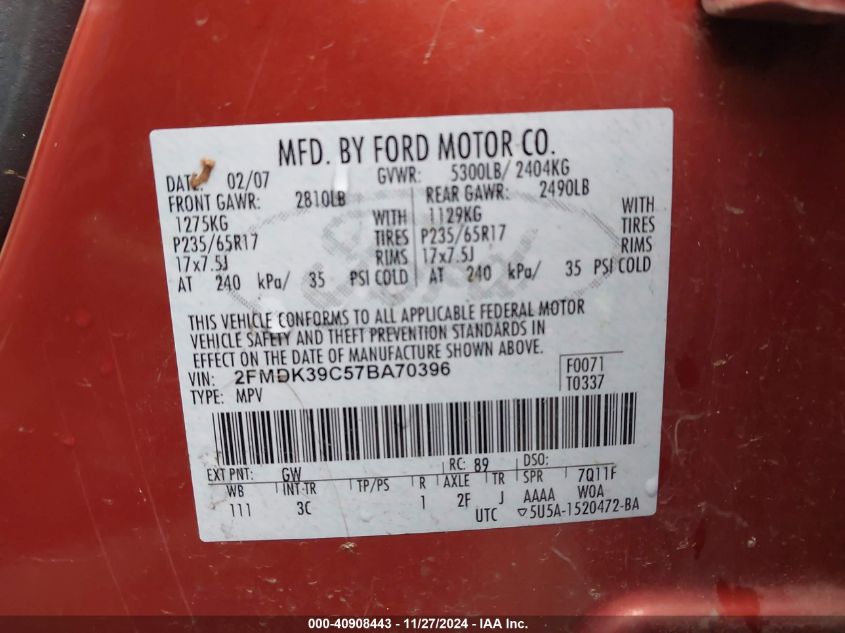 MFD. BY FORD MOTOR CO.
DATE: 02/07 GVWR: 5300LB/ 2404KG
FRONT GAWR: 2810LB REAR GAWR: 2490LB
1275KG WITH 1129KG WITH
P235/65R17 TIRES P235/65R17 TIRES
17x7.5J RIMS 17x7.5J RIMS
AT 240 kPa/ 35 PSI COLD AT 240 kPa/ 35 PSI COLD
THIS VEHICLE CONFORMS TO ALL APPLICABLE FEDERAL MOTOR
VEHICLE SAFETY AND THEFT PREVENTION STANDARDS IN
EFFECT ON THE DATE OF MANUFACTURE SHOWN ABOVE.
VIN: 2FMDK39C57BA70396 F0071
TYPE: MPV T0337
EXT PNT: GW RC: 89 DSO:
WB INT TR TP/PS R AXLE TR SPR 7Q11F
111 3C 1 2F J AAAA WOA
UTC ▽5U5A-1520472-BA
000-40908443 - 11/27/2024 - IAA Inc.